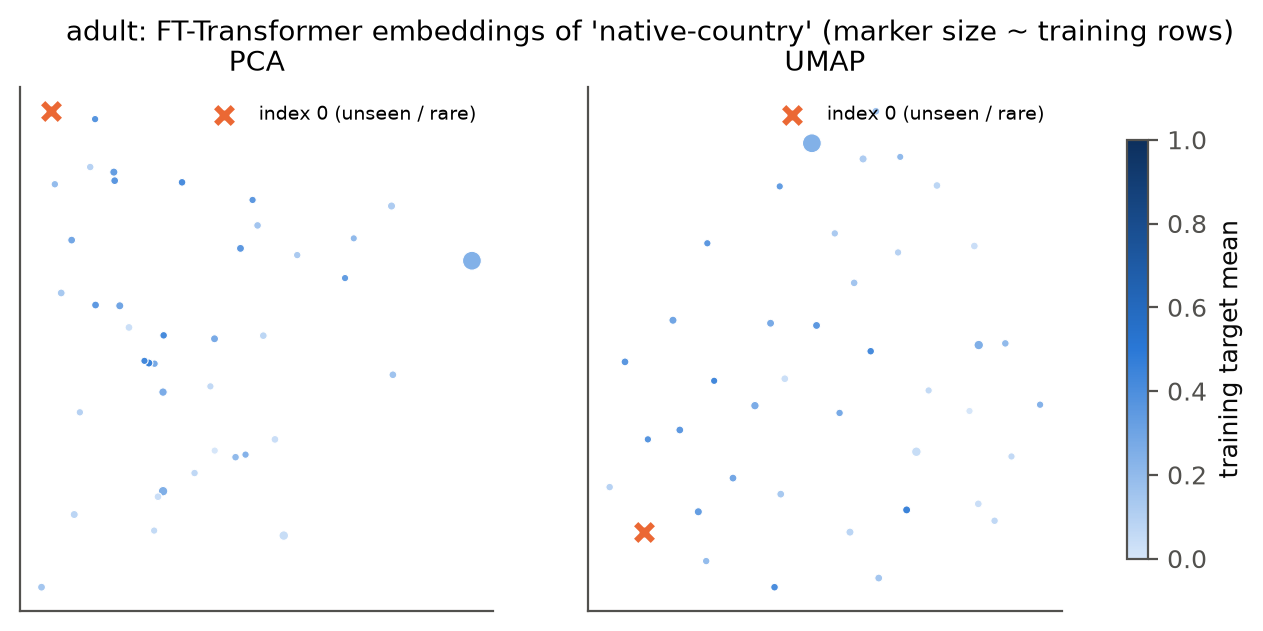 adult: FT-Transformer embeddings of 'native-country' (marker size ~ training rows)
PCA
UMAP
index 0 (unseen / rare)
index 0 (unseen / rare)
1.0
0.8
0.6
0.4
0.2
0.0
training target mean